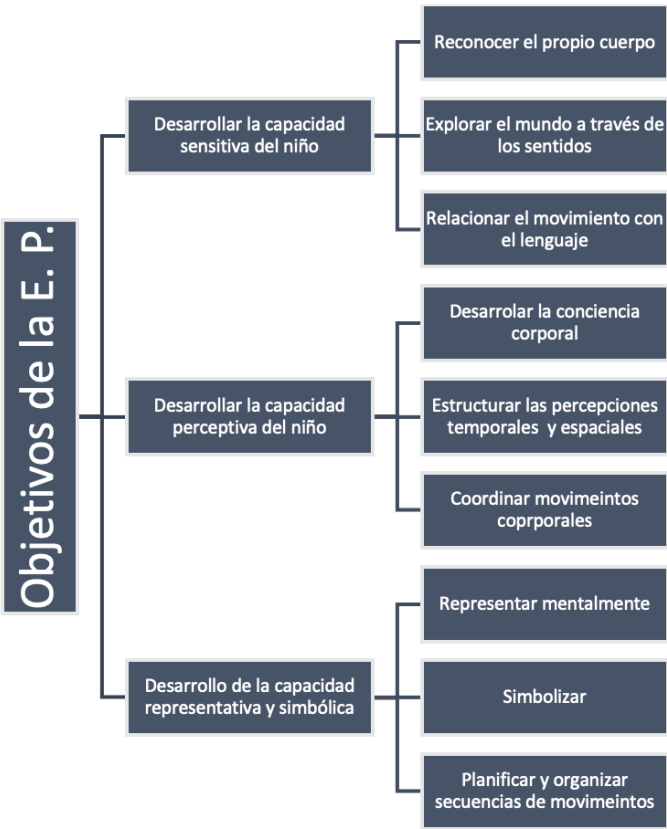 Objetivos de la E. P.
Desarrollar la capacidad
sensitiva del niño
Reconocer el propio cuerpo
Explorar el mundo a través de
los sentidos
Relacionar el movimiento con
el lenguaje
Desarrollar la capacidad
perceptiva del niño
Desarrolar la conciencia
corporal
Estructurar las percepciones
temporales y espaciales
Coordinar movimeintos
coprporales
Desarrollo de la capacidad
representativa y simbólica
Representar mentalmente
Simbolizar
Planificar y organizar
secuencias de movimeintos